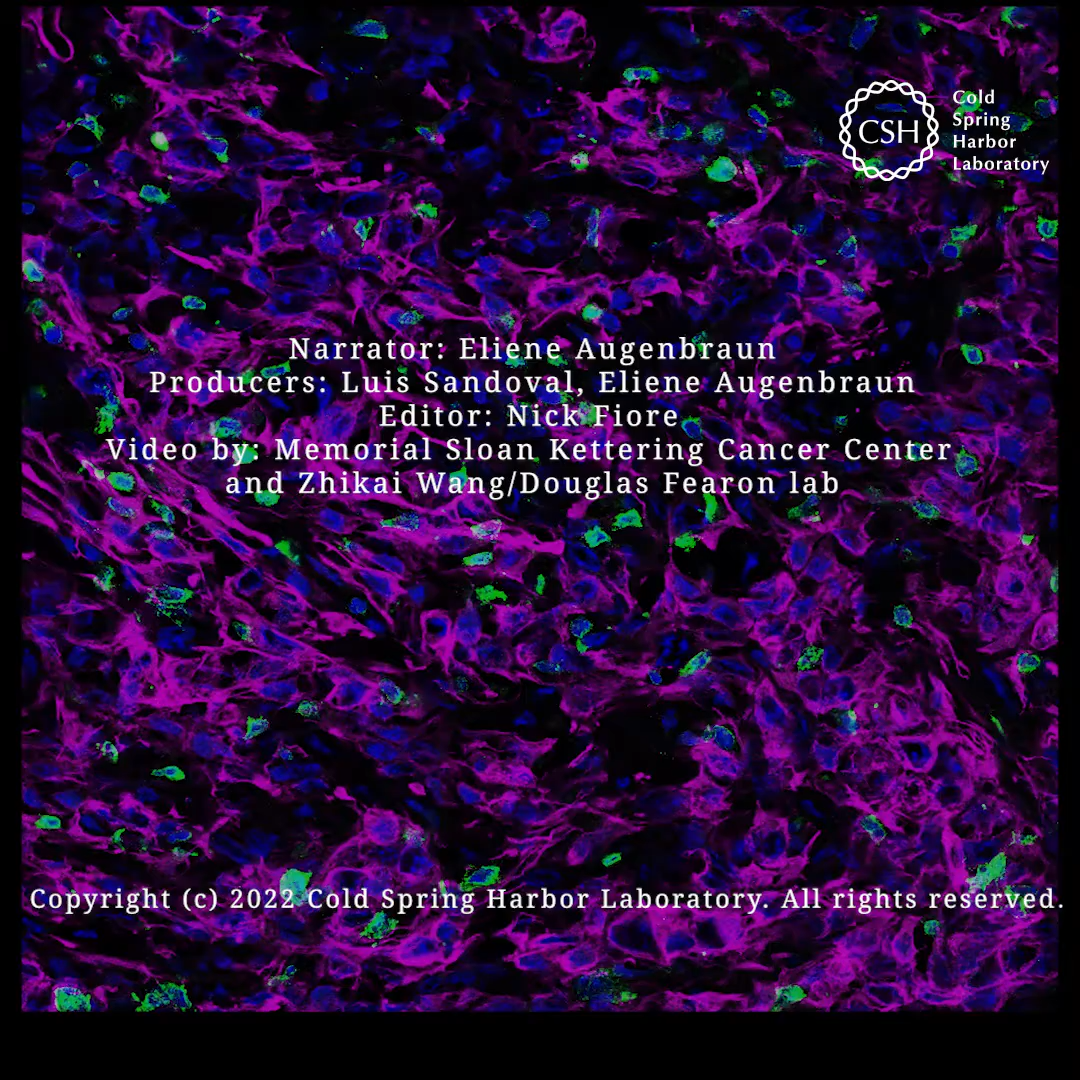 CSH
Cold
Spring
Harbor
Laboratory
Narrator: Eliene Augenbraun
Producers: Luis Sandoval, Eliene Augenbraun
Editor: Nick Fiore
Video by: Memorial Sloan Kettering Cancer Center
and Zhikai Wang/Douglas Fearon lab
Copyright (c) 2022 Cold Spring Harbor Laboratory. All rights reserved.